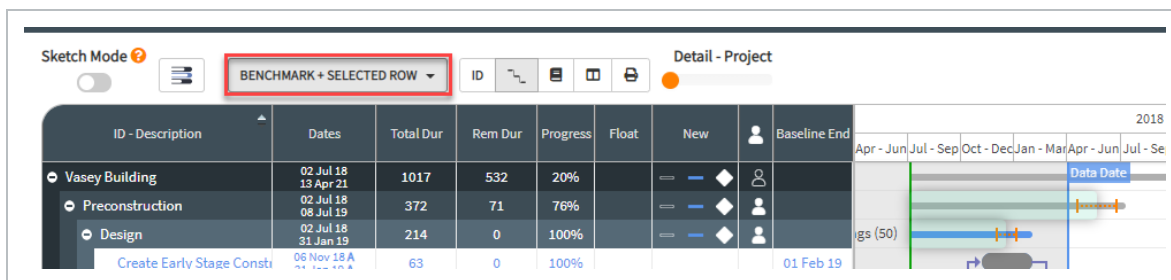 Sketch Mode ?
BENCHMARK + SELECTED ROW
ID
Detail - Project
ID - Description Dates Total Dur Rem Dur Progress Float New Baseline End
2018
Apr - Jun Jul - Sep Oct - Dec Jan - Mar Apr - Jun Jul - Se
Vasey Building 02 Jul 18 1017 532 20%
13 Apr 21
Data Date
Preconstruction 02 Jul 18 372 71 76%
08 Jul 19
Design 02 Jul 18 214 0 100%
31 Jan 19
gs (50)
Create Early Stage Constr 06 Nov 18 A 63 0 100% 01 Feb 19